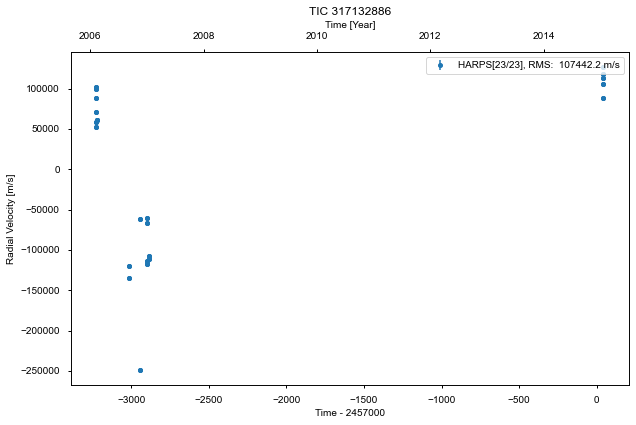 TIC 317132886
Time [Year]
2006 2008 2010 2012 2014
HARPS[23/23], RMS: 107442.2 m/s
100000
50000
0
−50000
−100000
−150000
−200000
−250000
Radial Velocity [m/s]
−3000 −2500 −2000 −1500 −1000 −500 0
Time - 2457000